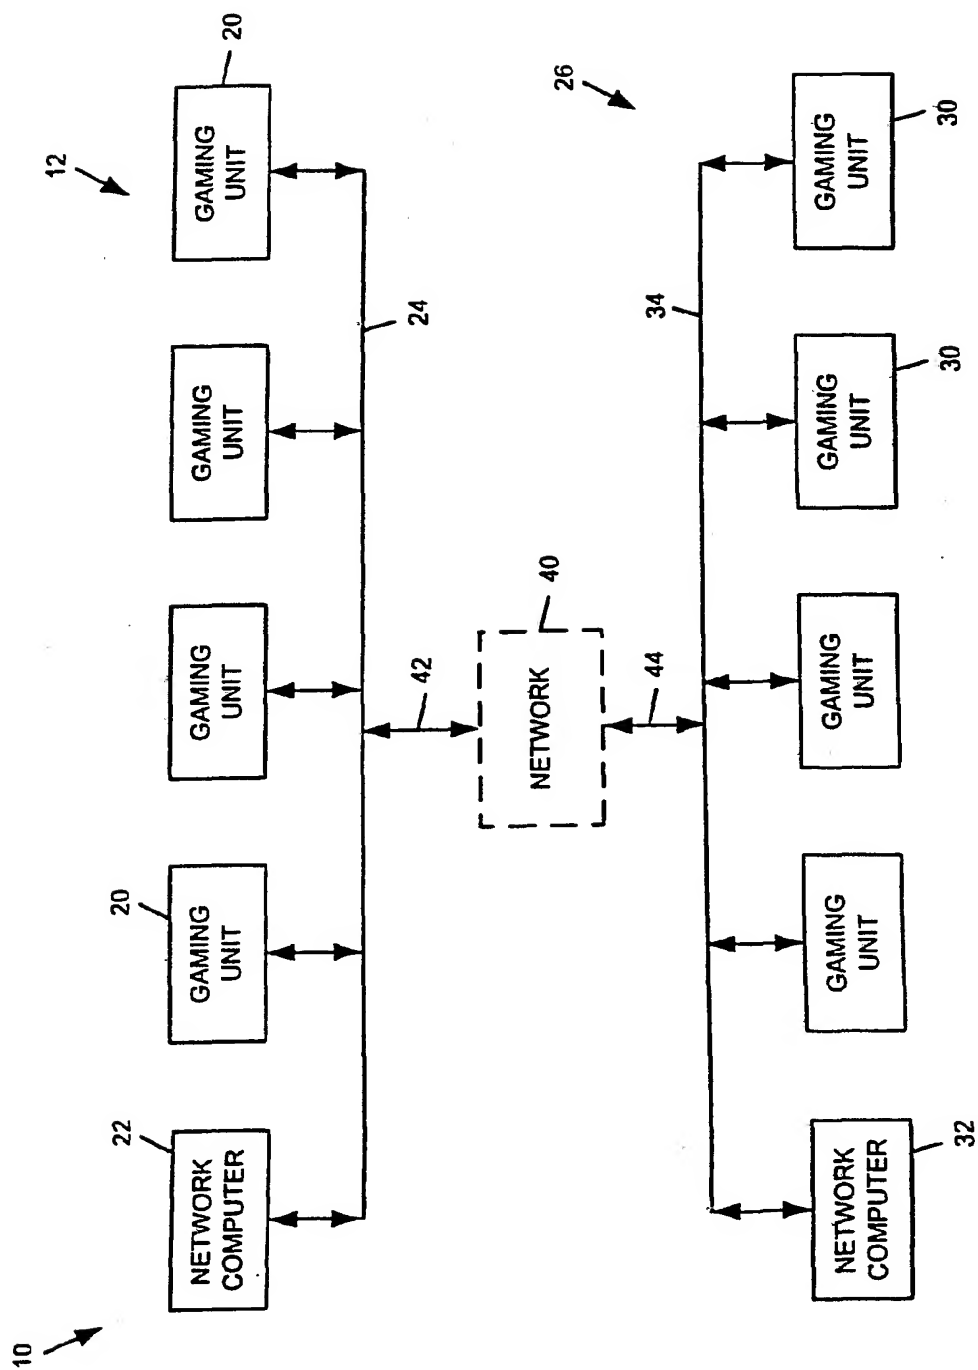 10
12
22
20
20
NETWORK
COMPUTER
GAMING
UNIT
GAMING
UNIT
GAMING
UNIT
GAMING
UNIT
24
42
40
NETWORK
44
34
26
NETWORK
COMPUTER
GAMING
UNIT
GAMING
UNIT
GAMING
UNIT
GAMING
UNIT
32
30
30